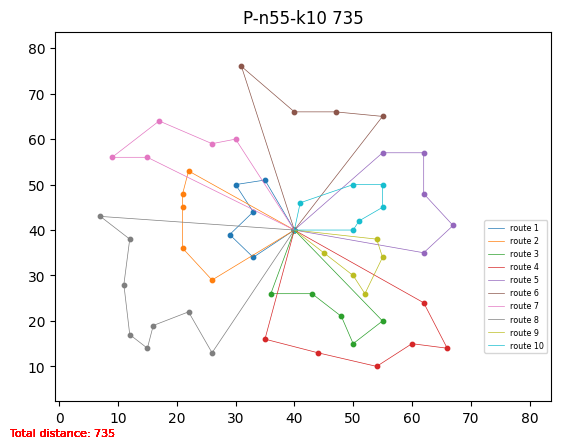 P-n55-k10 735
80
70
60
50
40
30
20
10
0 10 20 30 40 50 60 70 80
route 1
route 2
route 3
route 4
route 5
route 6
route 7
route 8
route 9
route 10
Total distance: 735